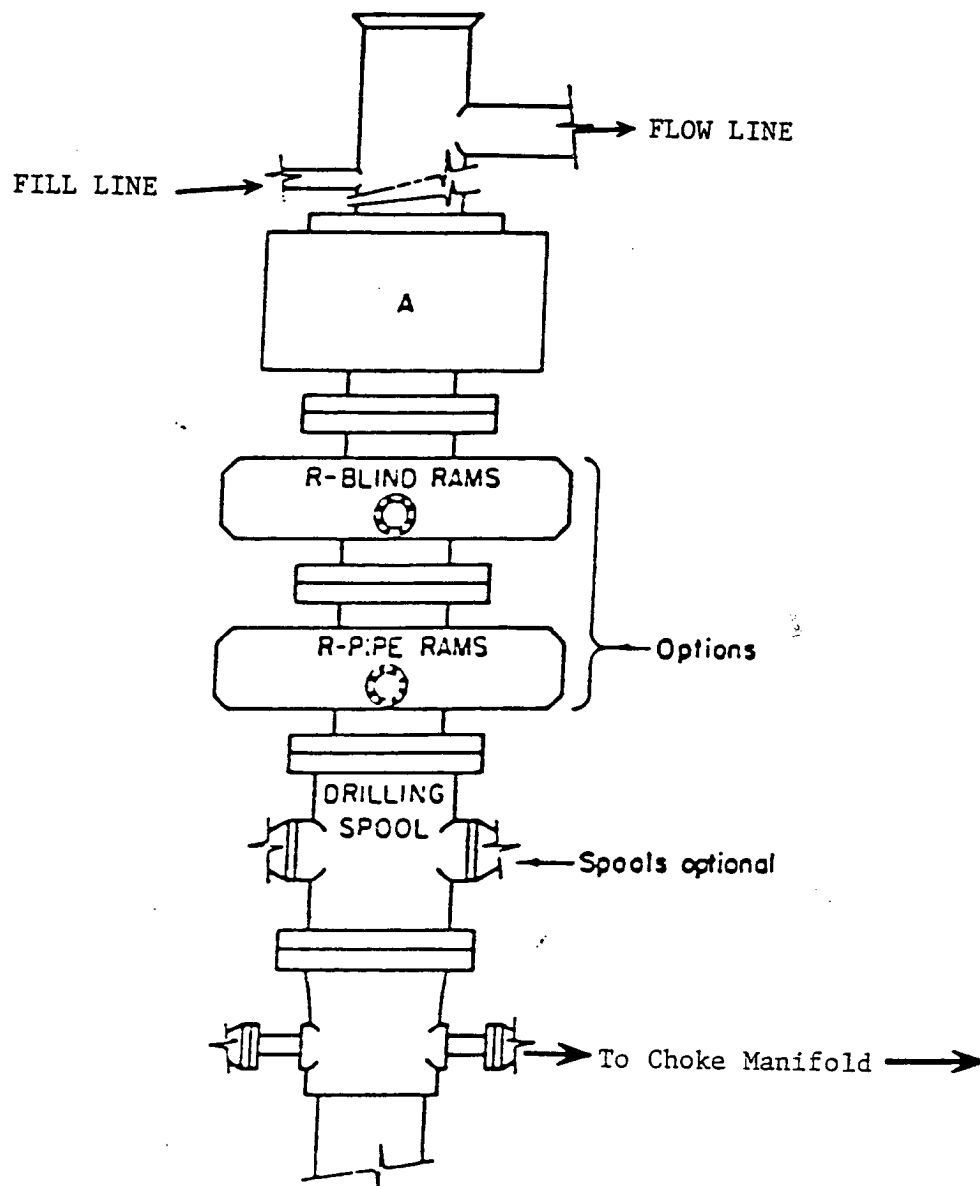 FLOW LINE
FILL LINE
A
R-BLIND RAMS
R-PIPE RAMS
Options
DRILLING
SPOOL
Spools optional
To Choke Manifold